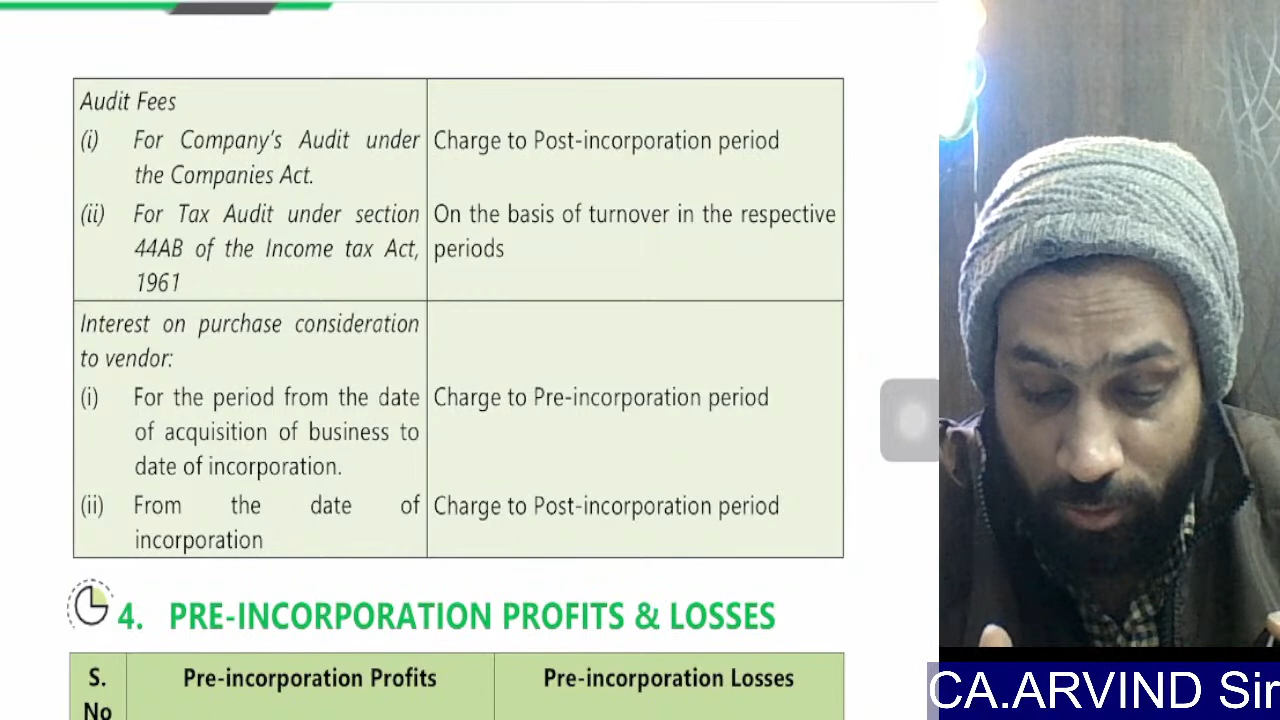 Audit Fees
(i) For Company's Audit under the Companies Act.
Charge to Post-incorporation period
(ii) For Tax Audit under section 44AB of the Income tax Act, 1961
On the basis of turnover in the respective periods
Interest on purchase consideration to vendor:
(i) For the period from the date of acquisition of business to date of incorporation.
Charge to Pre-incorporation period
(ii) From the date of incorporation
Charge to Post-incorporation period
4. PRE-INCORPORATION PROFITS & LOSSES
S. No
Pre-incorporation Profits
Pre-incorporation Losses
CA.ARVIND Sir